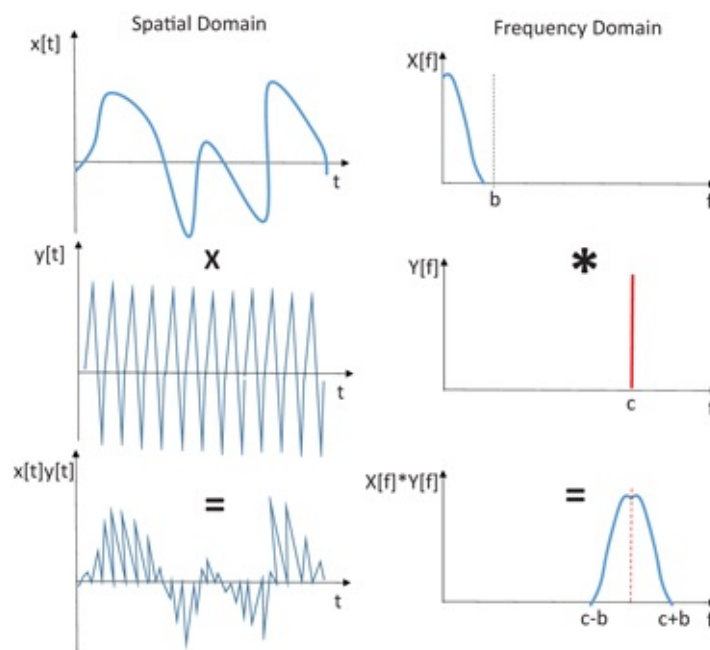 Spatial Domain
Frequency Domain
x[t]
t
X[f]
b
f
y[t]
X
t
Y[f]
*
c
f
x[t]y[t]
=
t
X[f]*Y[f]
=
c-b
c+b
f